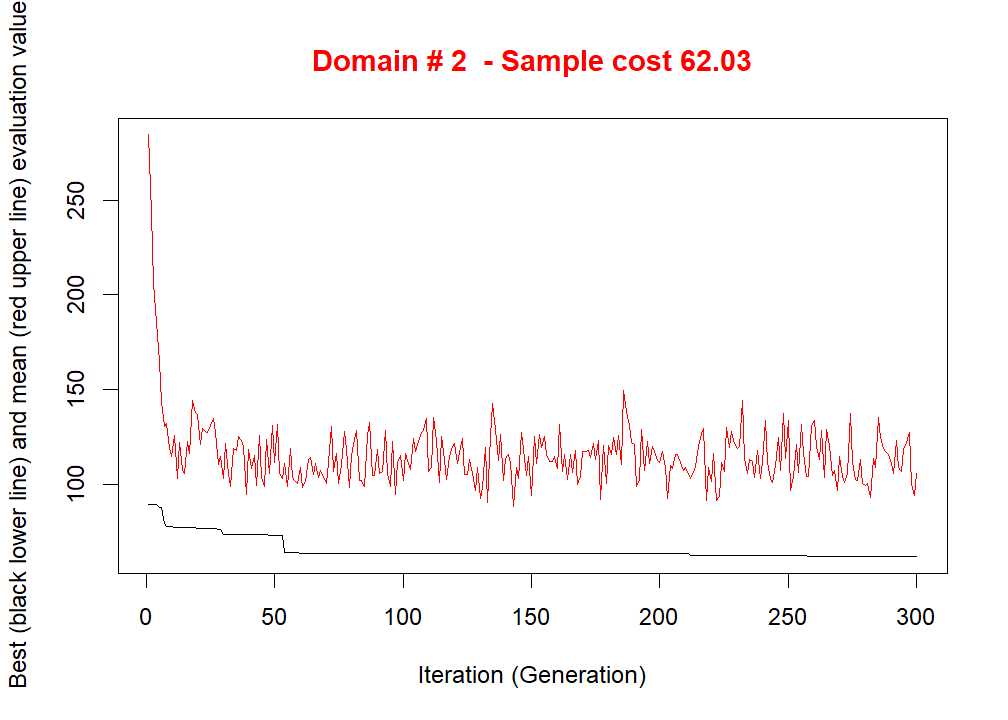 Domain # 2  - Sample cost 62.03
Best (black lower line) and mean (red upper line) evaluation value
250
200
150
100
0 50 100 150 200 250 300
Iteration (Generation)